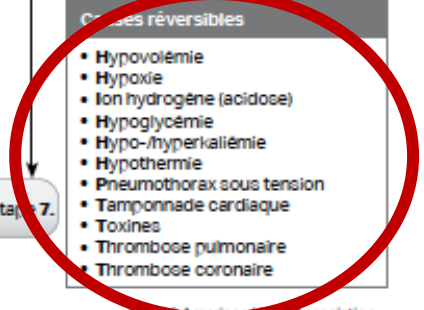 Causes réversibles
• Hypovolémie
• Hypoxie
• Ion hydrogène (acidose)
• Hypoglycémie
• Hypo-/hyperkaliémie
• Hypothermie
• Pneumothorax sous tension
• Tamponnade cardiaque
• Toxines
• Thrombose pulmonaire
• Thrombose coronaire
tape 7.